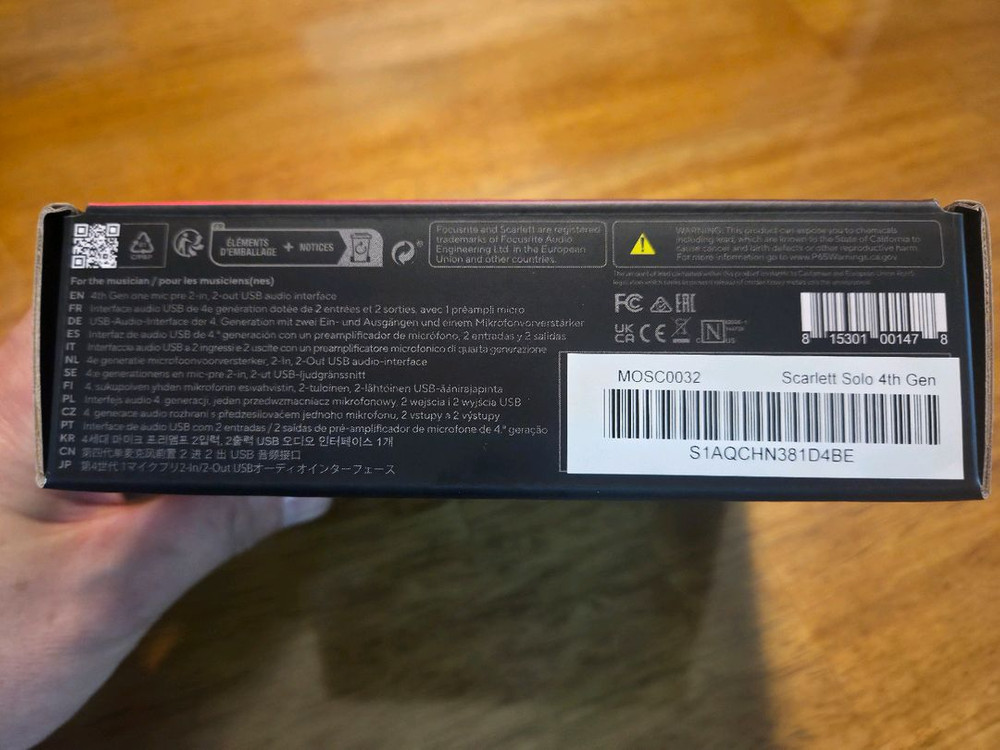 ÉLÉMENTS
D'EMBALLAGE
+ NOTICES
FR
Focusrite and Scarlett are registered
trademarks of Focusrite Audio
Engineering Ltd. in the European
Union and other countries.
WARNING: This product can expose you to chemicals
including lead, which are known to the State of California to
cause cancer and birth defects or other reproductive harm.
For more information go to www.P65Warnings.ca.gov
For the musician / pour les musiciens(nes)
EN 4th Gen one mic pre 2-in, 2-out USB audio interface
FR Interface audio USB de 4e génération dotée de 2 entrées et 2 sorties, avec 1 préampli micro
DE USB-Audio-Interface der 4. Generation mit zwei Ein- und Ausgängen und einem Mikrofonvorverstärker
ES Interfaz de audio USB de 4.ª generación con un preamplificador de micrófono, 2 entradas y 2 salidas
IT Interfaccia audio USB a 2 ingressi e 2 uscite con un preamplificatore microfonico di quarta generazione
NL 4e generatie microfoonvoorversterker, 2-In, 2-Out USB audio-interface
SE 4:e generationens en mic-pre 2-in, 2-ut USB-ljudgränssnitt
FI 4. sukupolven yhden mikrofonin esivahvistin, 2-tuloinen, 2-lähtöinen USB-äänirajapinta
PL Interfejs audio 4. generacji, jeden przedwzmacniacz mikrofonowy, 2 wejścia i 2 wyjścia USB
CZ 4. generace audio rozhraní s předzesilovačem jednoho mikrofonu, 2 vstupy a 2 výstupy
PT Interface de áudio USB com 2 entradas / 2 saídas de pré-amplificador de microfone de 4.ª geração
KR 4세대 마이크 프리앰프 2입력, 2출력 USB 오디오 인터페이스 1개
CN 第四代单麦克风前置 2 进 2 出 USB 音频接口
JP 第4世代 1マイクプリ2-In/2-Out USBオーディオインターフェース
FC
EAC
UK
CA
CE
N
8 15301 00147 8
MOSC0032
Scarlett Solo 4th Gen
S1AQCHN381D4BE